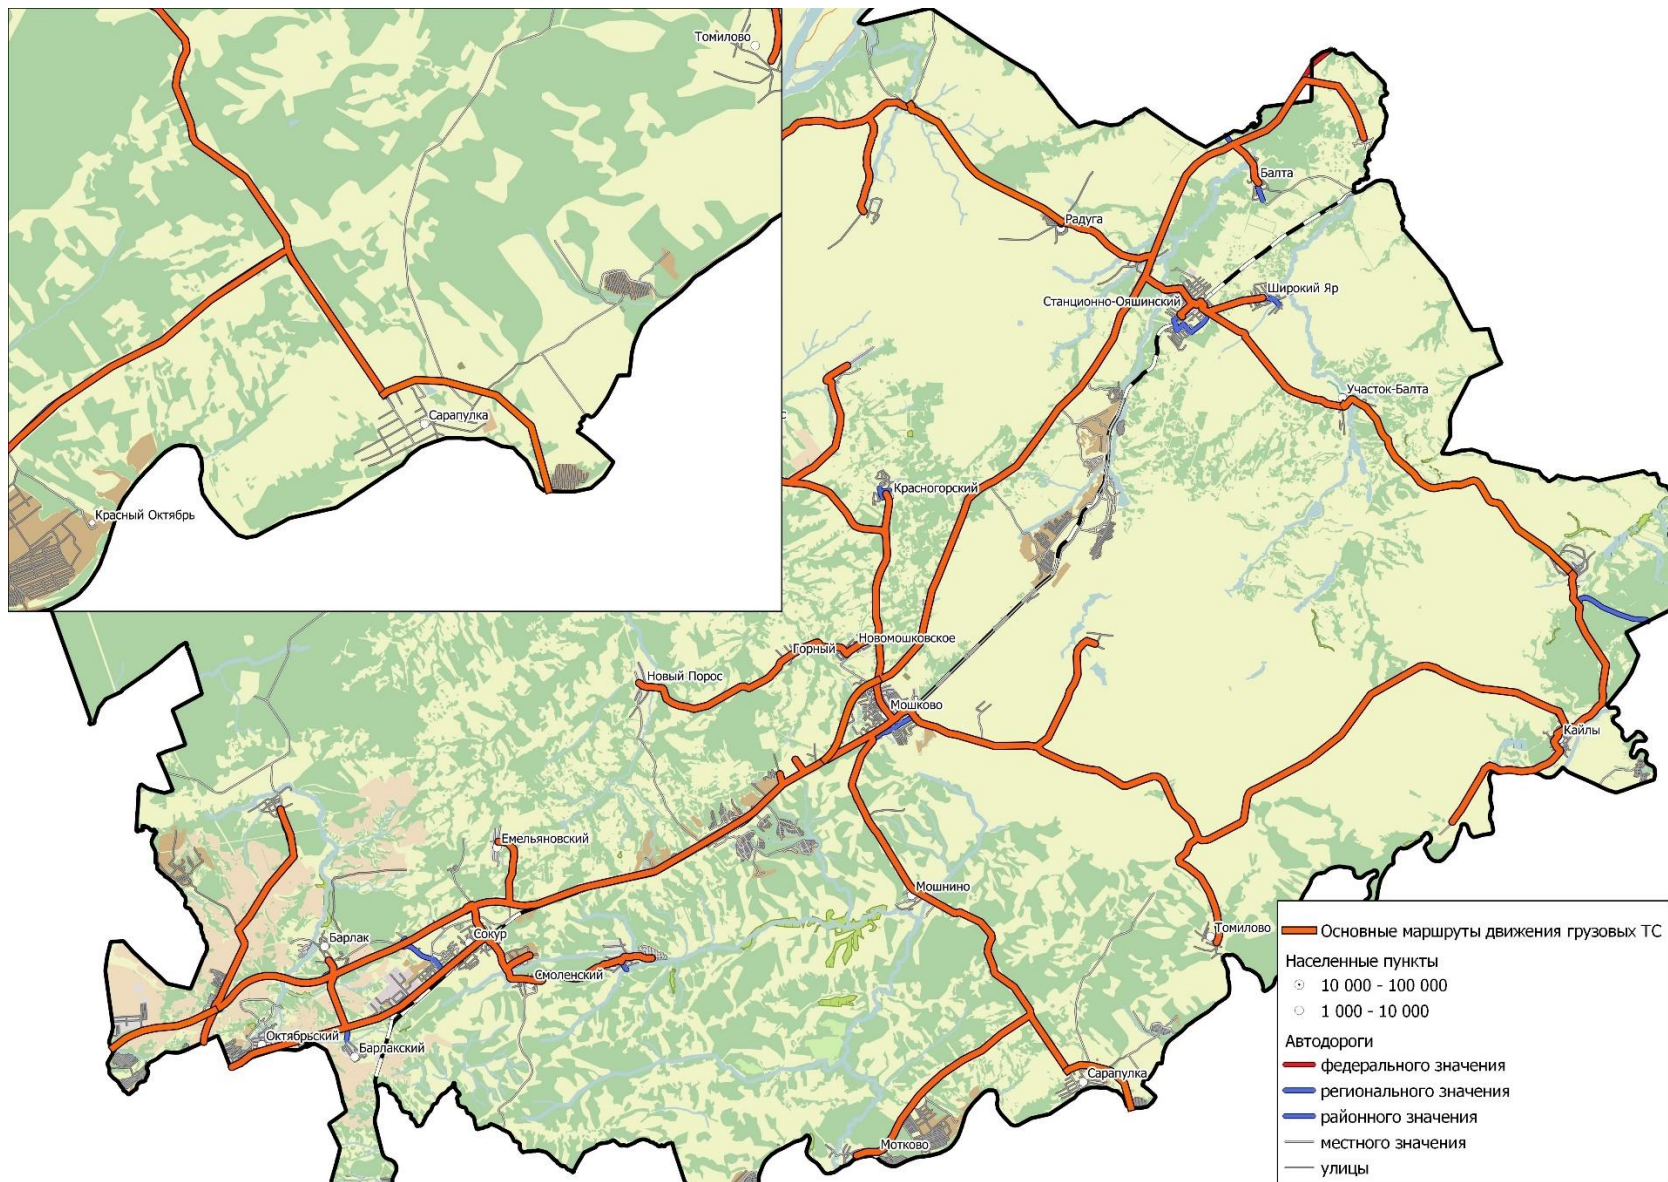 Томилово
Сарапулка
Красный Октябрь
Балта
Радуга
Широкий Яр
Станционно-Ояшинский
Участок-Балта
Красногорский
Новомошковское
Горный
Новый Порос
Мошково
Кайлы
Емельяновский
Мошнино
Сокур
Барлак
Смоленский
Томилово
Октябрьский
Барлакский
Сарапулка
Мотково
Основные маршруты движения грузовых ТС
Населенные пункты
10 000 - 100 000
1 000 - 10 000
Автодороги
федерального значения
регионального значения
районного значения
местного значения
улицы